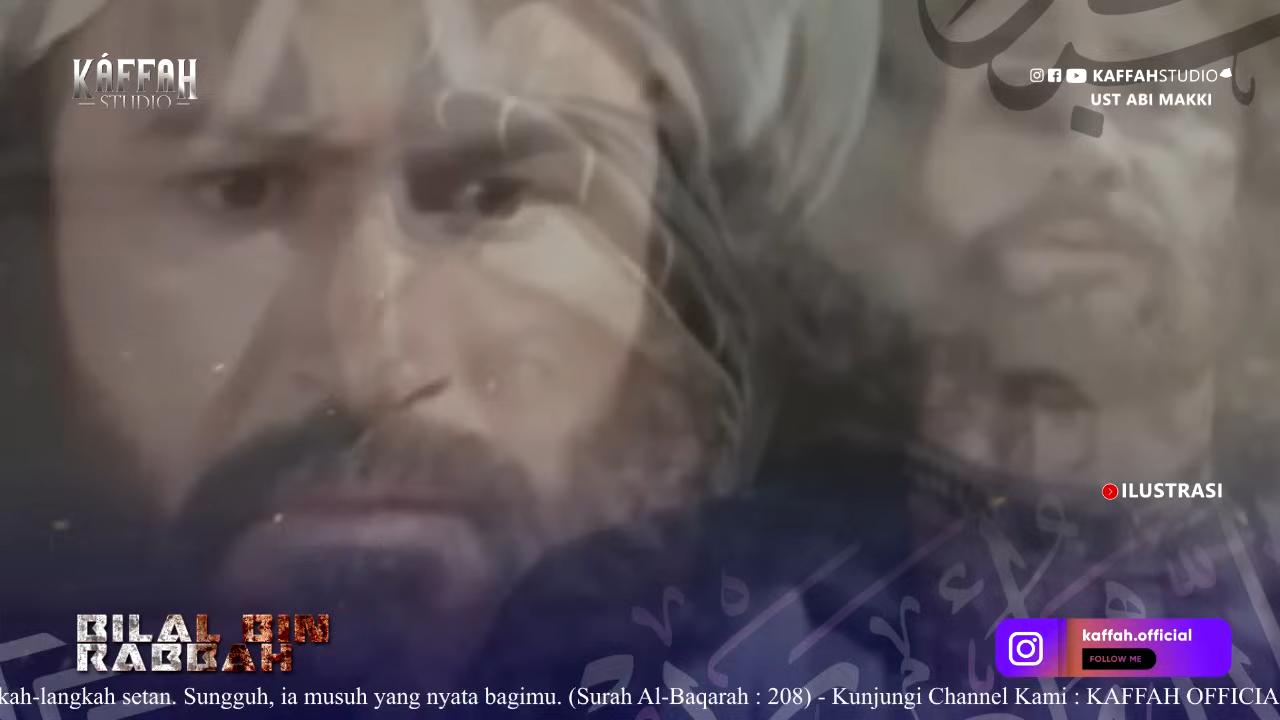 KÁFFAH
STUDIO
KAFFAHSTUDIO
UST ABI MAKKI
ILUSTRASI
BILAL BIN
RABBAH
kaffah.official
FOLLOW ME
kah-langkah setan. Sungguh, ia musuh yang nyata bagimu. (Surah Al-Baqarah : 208) - Kunjungi Channel Kami : KAFFAH OFFICIA